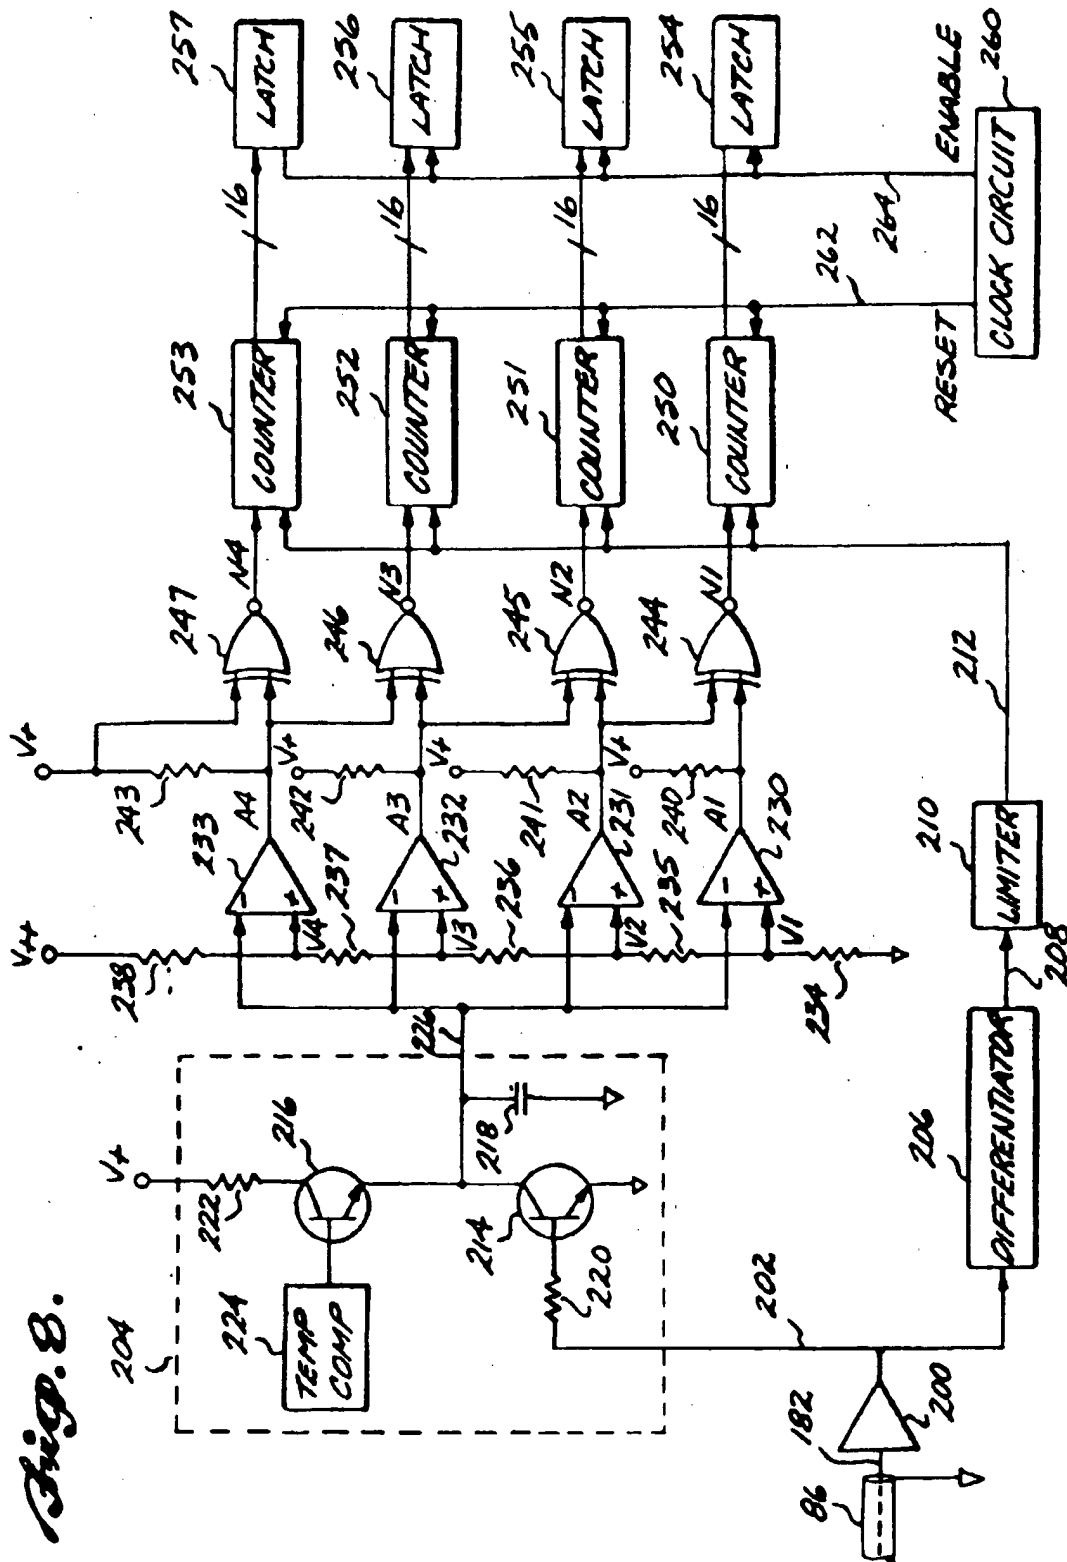 Fig. 8.
204
224
TEMP
COMP
V+
222
216
214
220
218
226
202
86
182
200
206
DIFFERENTIATOR
208
210
LIMITER
212
V++
238
V4
237
V3
236
V2
235
V1
234
233
A4
232
A3
231
A2
230
A1
-
+
-
+
-
+
-
+
V+
243
V+
242
V+
241
V+
240
247
N4
246
N3
245
N2
244
N1
253
COUNTER
252
COUNTER
251
COUNTER
250
COUNTER
16
16
16
16
257
LATCH
256
LATCH
255
LATCH
254
LATCH
262
264
RESET
ENABLE
CLOCK CIRCUIT
260